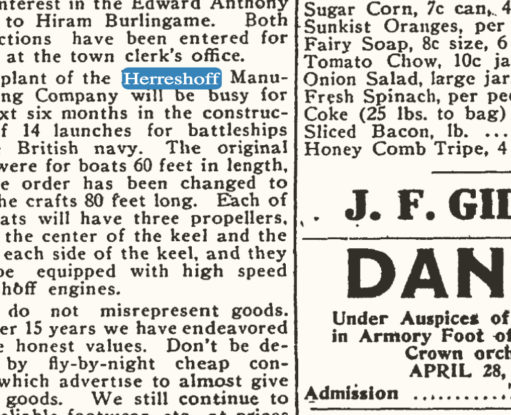 nterest in the Edward Anthony
to Hiram Burlingame. Both
ctions have been entered for
at the town clerk's office.
plant of the Herreshoff Manu-
ng Company will be busy for
xt six months in the construc-
f 14 launches for battleships
British navy. The original
were for boats 60 feet in length,
e order has been changed to
he crafts 80 feet long. Each of
ats will have three propellers,
the center of the keel and the
each side of the keel, and they
be equipped with high speed
hoff engines.
do not misrepresent goods.
er 15 years we have endeavored
e honest values. Don't be de-
by fly-by-night cheap con-
which advertise to almost give
goods. We still continue to
Sugar Corn, 7c can, 4
Sunkist Oranges, per
Fairy Soap, 8c size, 6
Tomato Chow, 10c ja
Onion Salad, large jar
Fresh Spinach, per pe
Coke (25 lbs. to bag)
Sliced Bacon, lb. ...
Honey Comb Tripe, 4
J. F. GI
DAN
Under Auspices of
in Armory Foot of
Crown orch
APRIL 28,
Admission ..........